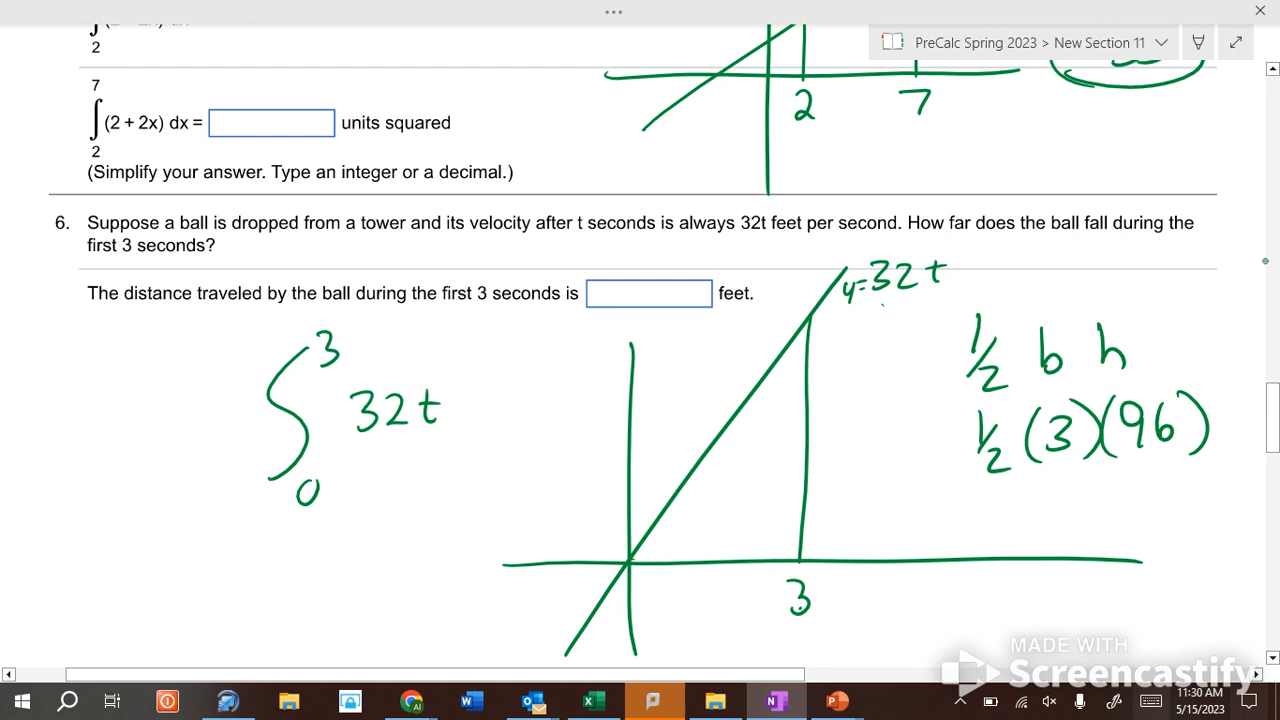 PreCalc Spring 2023 > New Section 11
2
2 7
7
∫ (2 + 2x) dx = units squared
2
(Simplify your answer. Type an integer or a decimal.)
6. Suppose a ball is dropped from a tower and its velocity after t seconds is always 32t feet per second. How far does the ball fall during the
first 3 seconds?
The distance traveled by the ball during the first 3 seconds is feet.
y=32t
3
∫ 32t
0
½ b h
½ (3)(96)
3
MADE WITH
Screencastify
11:30 AM
5/15/2023